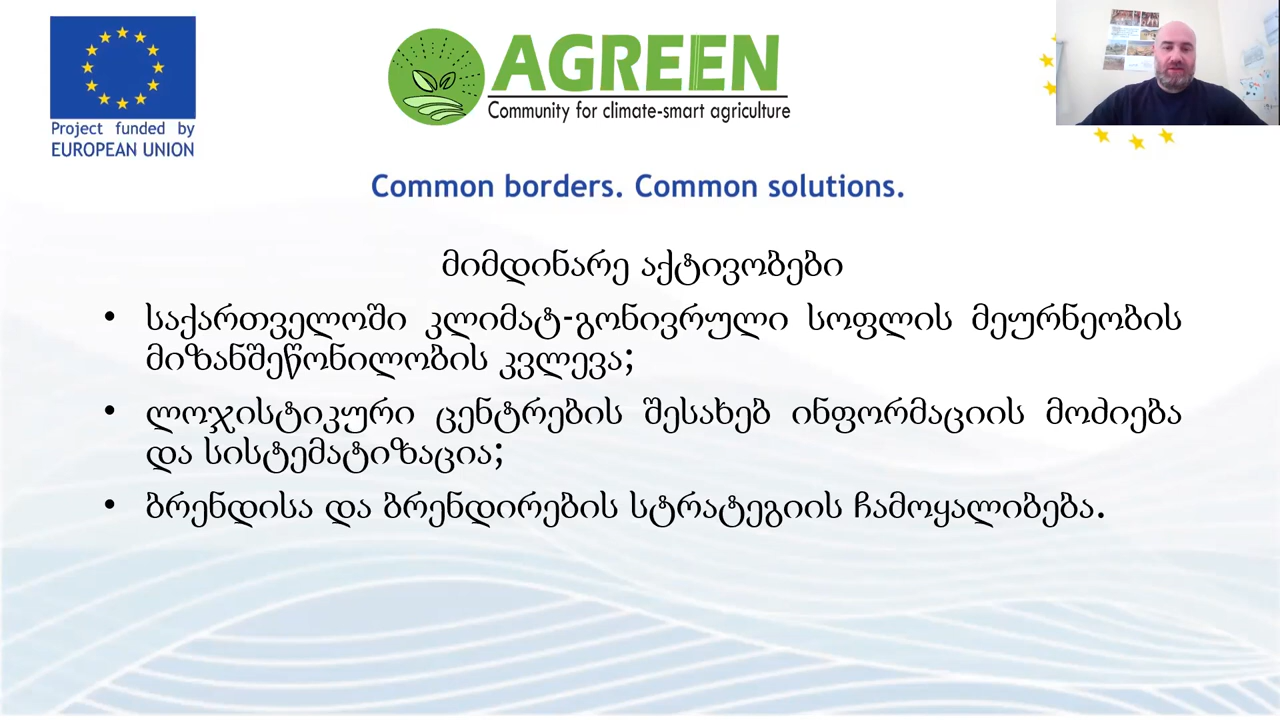 Project funded by
EUROPEAN UNION
AGREEN
Community for climate-smart agriculture
Common borders. Common solutions.
მიმდინარე აქტივობები
• საქართველოში კლიმატ-გონივრული სოფლის მეურნეობის
მიზანშეწონილობის კვლევა;
• ლოჯისტიკური ცენტრების შესახებ ინფორმაციის მოძიება
და სისტემატიზაცია;
• ბრენდისა და ბრენდირების სტრატეგიის ჩამოყალიბება.